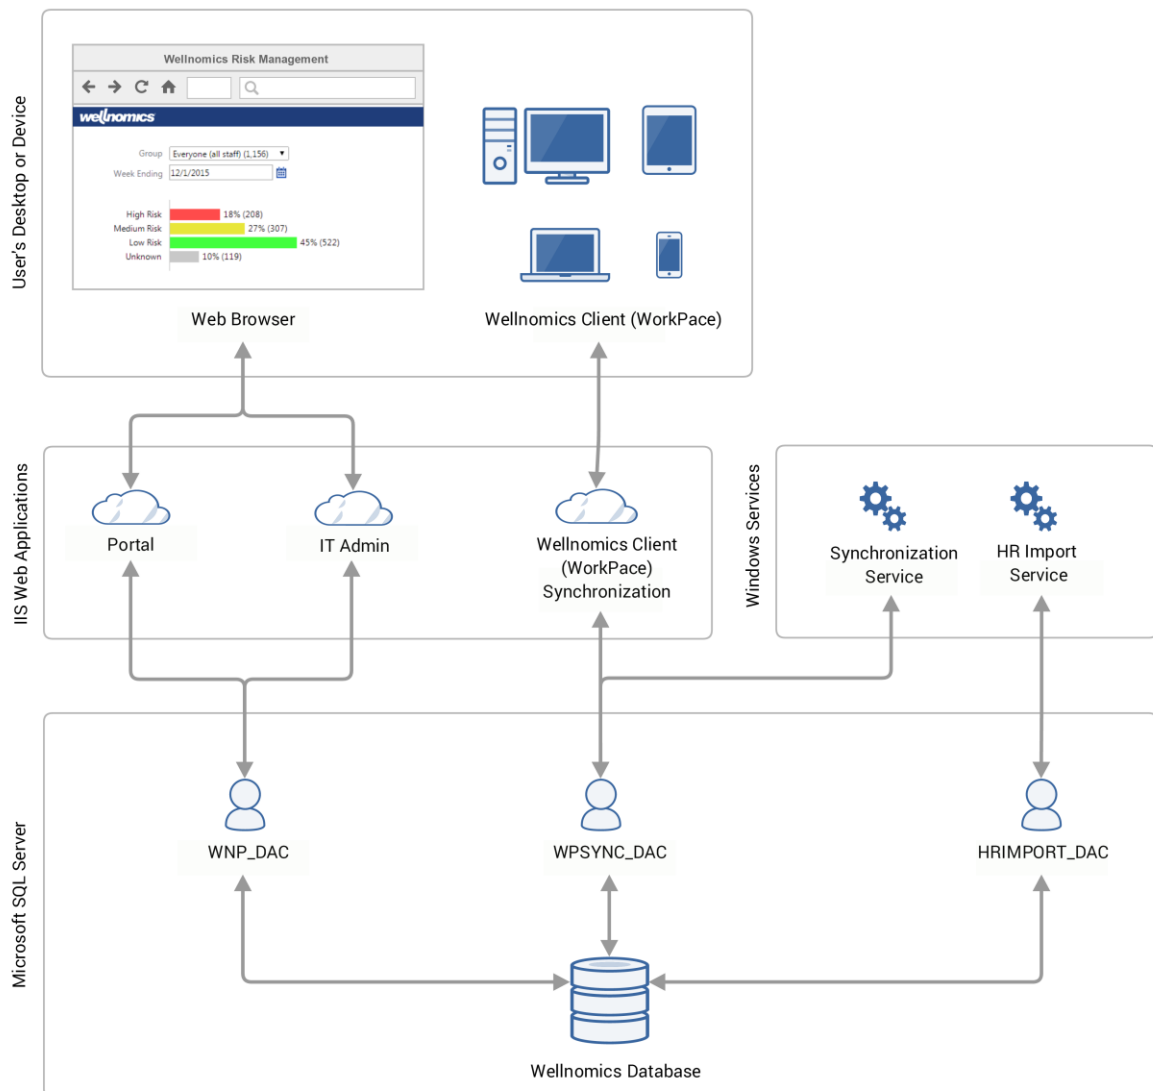 User's Desktop or Device
Wellnomics Risk Management
wellnomics
Group
Everyone (all staff) (1,156)
Week Ending
12/1/2015
High Risk
18% (208)
Medium Risk
27% (307)
Low Risk
45% (522)
Unknown
10% (119)
Web Browser
Wellnomics Client (WorkPace)
IIS Web Applications
Portal
IT Admin
Wellnomics Client
(WorkPace)
Synchronization
Windows Services
Synchronization
Service
HR Import
Service
Microsoft SQL Server
WNP_DAC
WPSYNC_DAC
HRIMPORT_DAC
Wellnomics Database